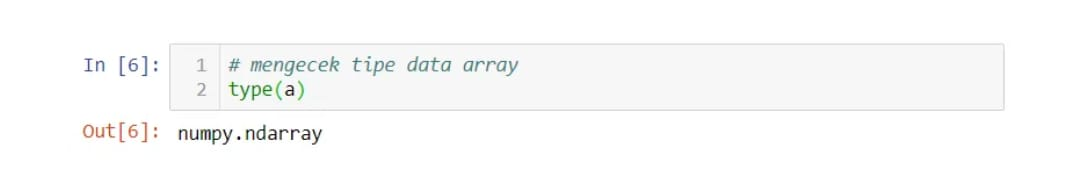 In [6]:
1 # mengecek tipe data array
2 type(a)
Out[6]: numpy.ndarray